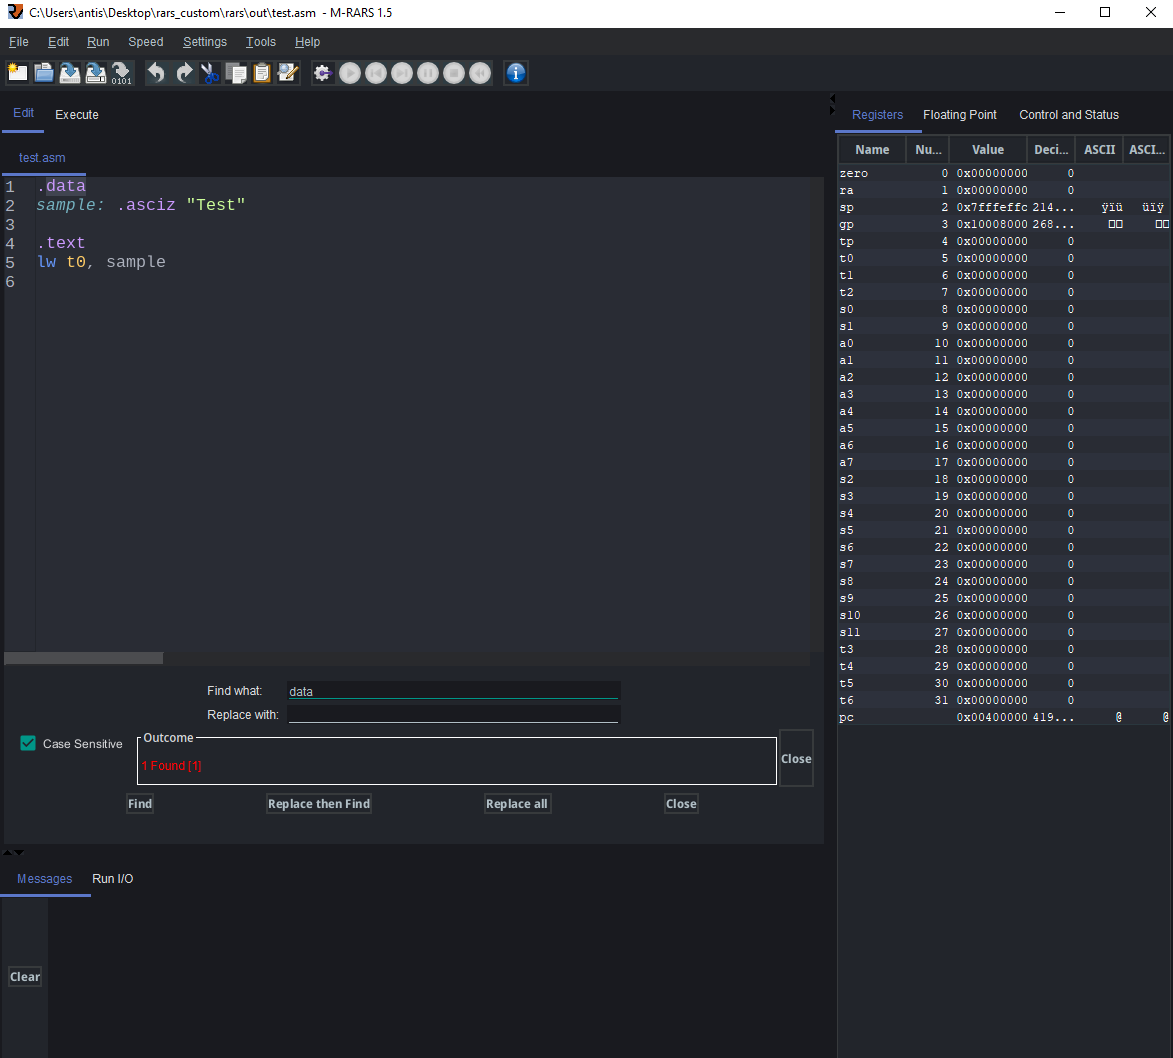 C:\Users\antis\Desktop\rars_custom\rars\out\test.asm - M-RARS 1.5
File Edit Run Speed Settings Tools Help
0101
Edit Execute
test.asm
1 .data
2 sample: .asciz "Test"
3
4 .text
5 lw t0, sample
6
Find what: data
Replace with:
Case Sensitive
Outcome
1 Found [1]
Close
Find Replace then Find Replace all Close
Messages Run I/O
Clear
Registers Floating Point Control and Status
Name Nu... Value Deci... ASCII ASCI...
zero 0 0x00000000 0
ra 1 0x00000000 0
sp 2 0x7fffeffc 214... ÿïü üïÿ
gp 3 0x10008000 268...
tp 4 0x00000000 0
t0 5 0x00000000 0
t1 6 0x00000000 0
t2 7 0x00000000 0
s0 8 0x00000000 0
s1 9 0x00000000 0
a0 10 0x00000000 0
a1 11 0x00000000 0
a2 12 0x00000000 0
a3 13 0x00000000 0
a4 14 0x00000000 0
a5 15 0x00000000 0
a6 16 0x00000000 0
a7 17 0x00000000 0
s2 18 0x00000000 0
s3 19 0x00000000 0
s4 20 0x00000000 0
s5 21 0x00000000 0
s6 22 0x00000000 0
s7 23 0x00000000 0
s8 24 0x00000000 0
s9 25 0x00000000 0
s10 26 0x00000000 0
s11 27 0x00000000 0
t3 28 0x00000000 0
t4 29 0x00000000 0
t5 30 0x00000000 0
t6 31 0x00000000 0
pc 0x00400000 419... @ @